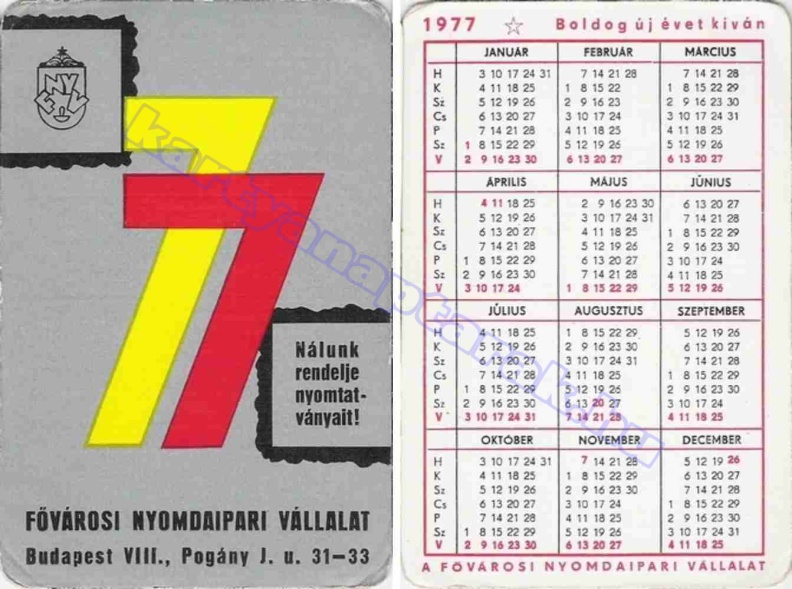 NY
F V
Nálunk
rendelje
nyomtat-
ványait!
FŐVÁROSI NYOMDAIPARI VÁLLALAT
Budapest VIII., Pogány J. u. 31–33
1977 ☆ Boldog új évet kíván
JANUÁR FEBRUÁR MÁRCIUS
H 3 10 17 24 31 7 14 21 28 7 14 21 28
K 4 11 18 25 1 8 15 22 1 8 15 22 29
Sz 5 12 19 26 2 9 16 23 2 9 16 23 30
Cs 6 13 20 27 3 10 17 24 3 10 17 24 31
P 7 14 21 28 4 11 18 25 4 11 18 25
Sz 1 8 15 22 29 5 12 19 26 5 12 19 26
V 2 9 16 23 30 6 13 20 27 6 13 20 27
ÁPRILIS MÁJUS JÚNIUS
H 4 11 18 25 2 9 16 23 30 6 13 20 27
K 5 12 19 26 3 10 17 24 31 7 14 21 28
Sz 6 13 20 27 4 11 18 25 1 8 15 22 29
Cs 7 14 21 28 5 12 19 26 2 9 16 23 30
P 1 8 15 22 29 6 13 20 27 3 10 17 24
Sz 2 9 16 23 30 7 14 21 28 4 11 18 25
V 3 10 17 24 1 8 15 22 29 5 12 19 26
JÚLIUS AUGUSZTUS SZEPTEMBER
H 4 11 18 25 1 8 15 22 29 5 12 19 26
K 5 12 19 26 2 9 16 23 30 6 13 20 27
Sz 6 13 20 27 3 10 17 24 31 7 14 21 28
Cs 7 14 21 28 4 11 18 25 1 8 15 22 29
P 1 8 15 22 29 5 12 19 26 2 9 16 23 30
Sz 2 9 16 23 30 6 13 20 27 3 10 17 24
V 3 10 17 24 31 7 14 21 28 4 11 18 25
OKTÓBER NOVEMBER DECEMBER
H 3 10 17 24 31 7 14 21 28 5 12 19 26
K 4 11 18 25 1 8 15 22 29 6 13 20 27
Sz 5 12 19 26 2 9 16 23 30 7 14 21 28
Cs 6 13 20 27 3 10 17 24 1 8 15 22 29
P 7 14 21 28 4 11 18 25 2 9 16 23 30
Sz 1 8 15 22 29 5 12 19 26 3 10 17 24 31
V 2 9 16 23 30 6 13 20 27 4 11 18 25
A FŐVÁROSI NYOMDAIPARI VÁLLALAT
kartyanaptarok.hu